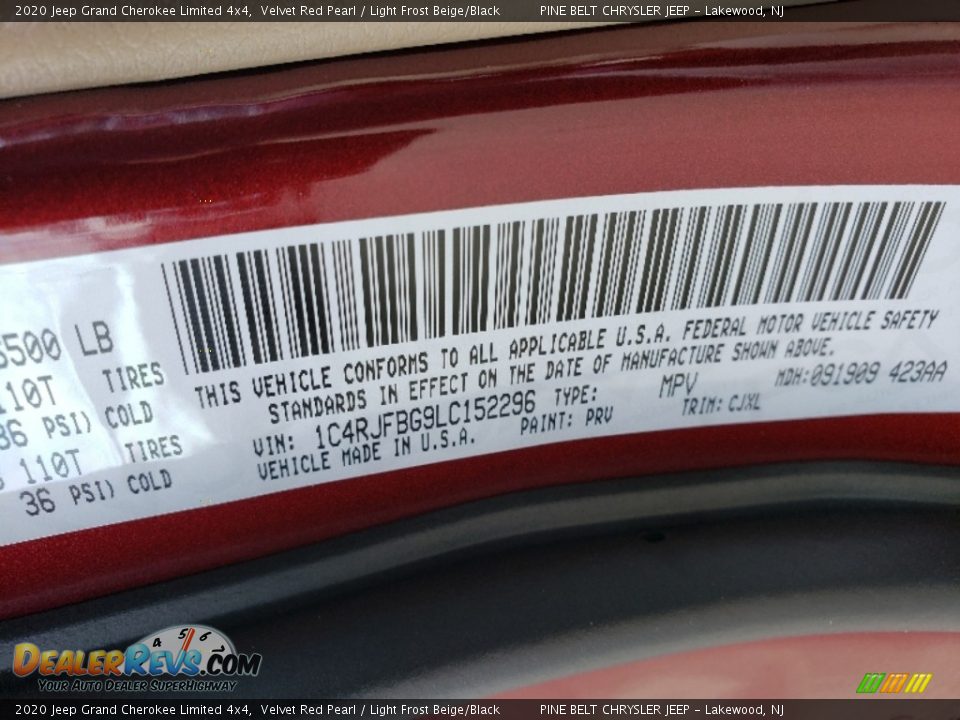 2020 Jeep Grand Cherokee Limited 4x4, Velvet Red Pearl / Light Frost Beige/Black PINE BELT CHRYSLER JEEP – Lakewood, NJ
500 LB
110T TIRES
36 PSI) COLD
110T TIRES
36 PSI) COLD
THIS VEHICLE CONFORMS TO ALL APPLICABLE U.S.A. FEDERAL MOTOR VEHICLE SAFETY
STANDARDS IN EFFECT ON THE DATE OF MANUFACTURE SHOWN ABOVE.
VIN: 1C4RJFBG9LC152296 TYPE: MPV MDH:091909 423AA
VEHICLE MADE IN U.S.A. PAINT: PRV TRIM: CJXL
4 5 6 7
DealerRevs.com
Your Auto Dealer SuperHighway
2020 Jeep Grand Cherokee Limited 4x4, Velvet Red Pearl / Light Frost Beige/Black PINE BELT CHRYSLER JEEP – Lakewood, NJ